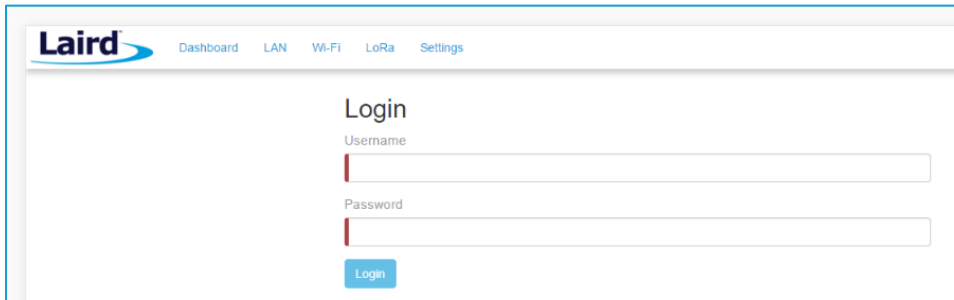 Laird
Dashboard LAN Wi-Fi LoRa Settings
Login
Username
Password
Login